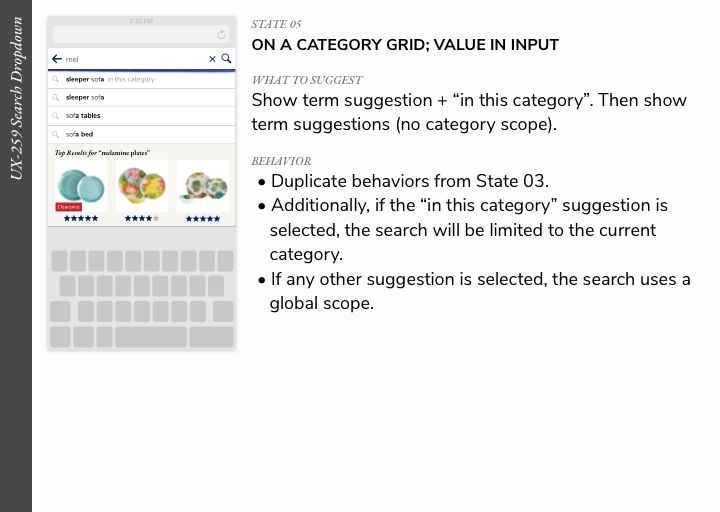 UX-259 Search Dropdown
2:22 PM
mel
sleeper sofa in this category
sleeper sofa
sofa tables
sofa bed
Top Results for “melamine plates”
Clearance
STATE 05
ON A CATEGORY GRID; VALUE IN INPUT
WHAT TO SUGGEST
Show term suggestion + “in this category”. Then show
term suggestions (no category scope).
BEHAVIOR
• Duplicate behaviors from State 03.
• Additionally, if the “in this category” suggestion is
selected, the search will be limited to the current
category.
• If any other suggestion is selected, the search uses a
global scope.